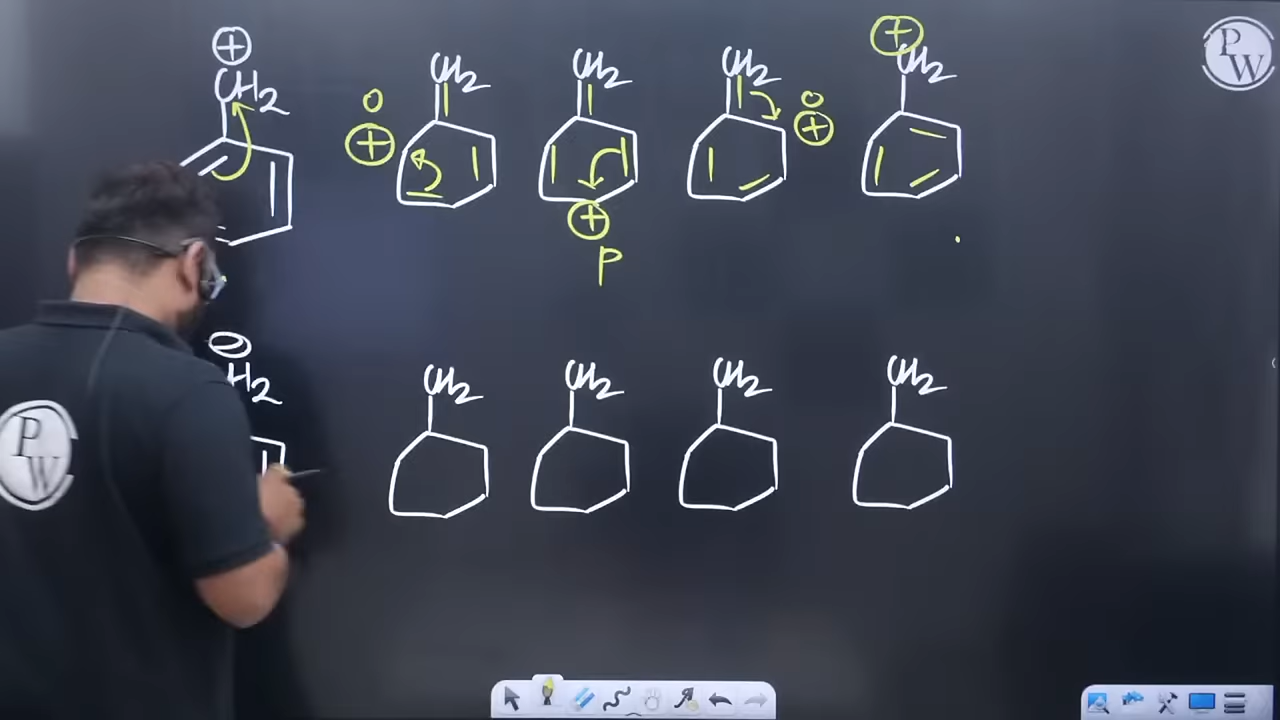 ⊕ ⊕
CH2 CH2 CH2 CH2 CH2
o o
⊕ ⊕
⊕
p
⊖
H2 CH2 CH2 CH2 CH2
PW
PW